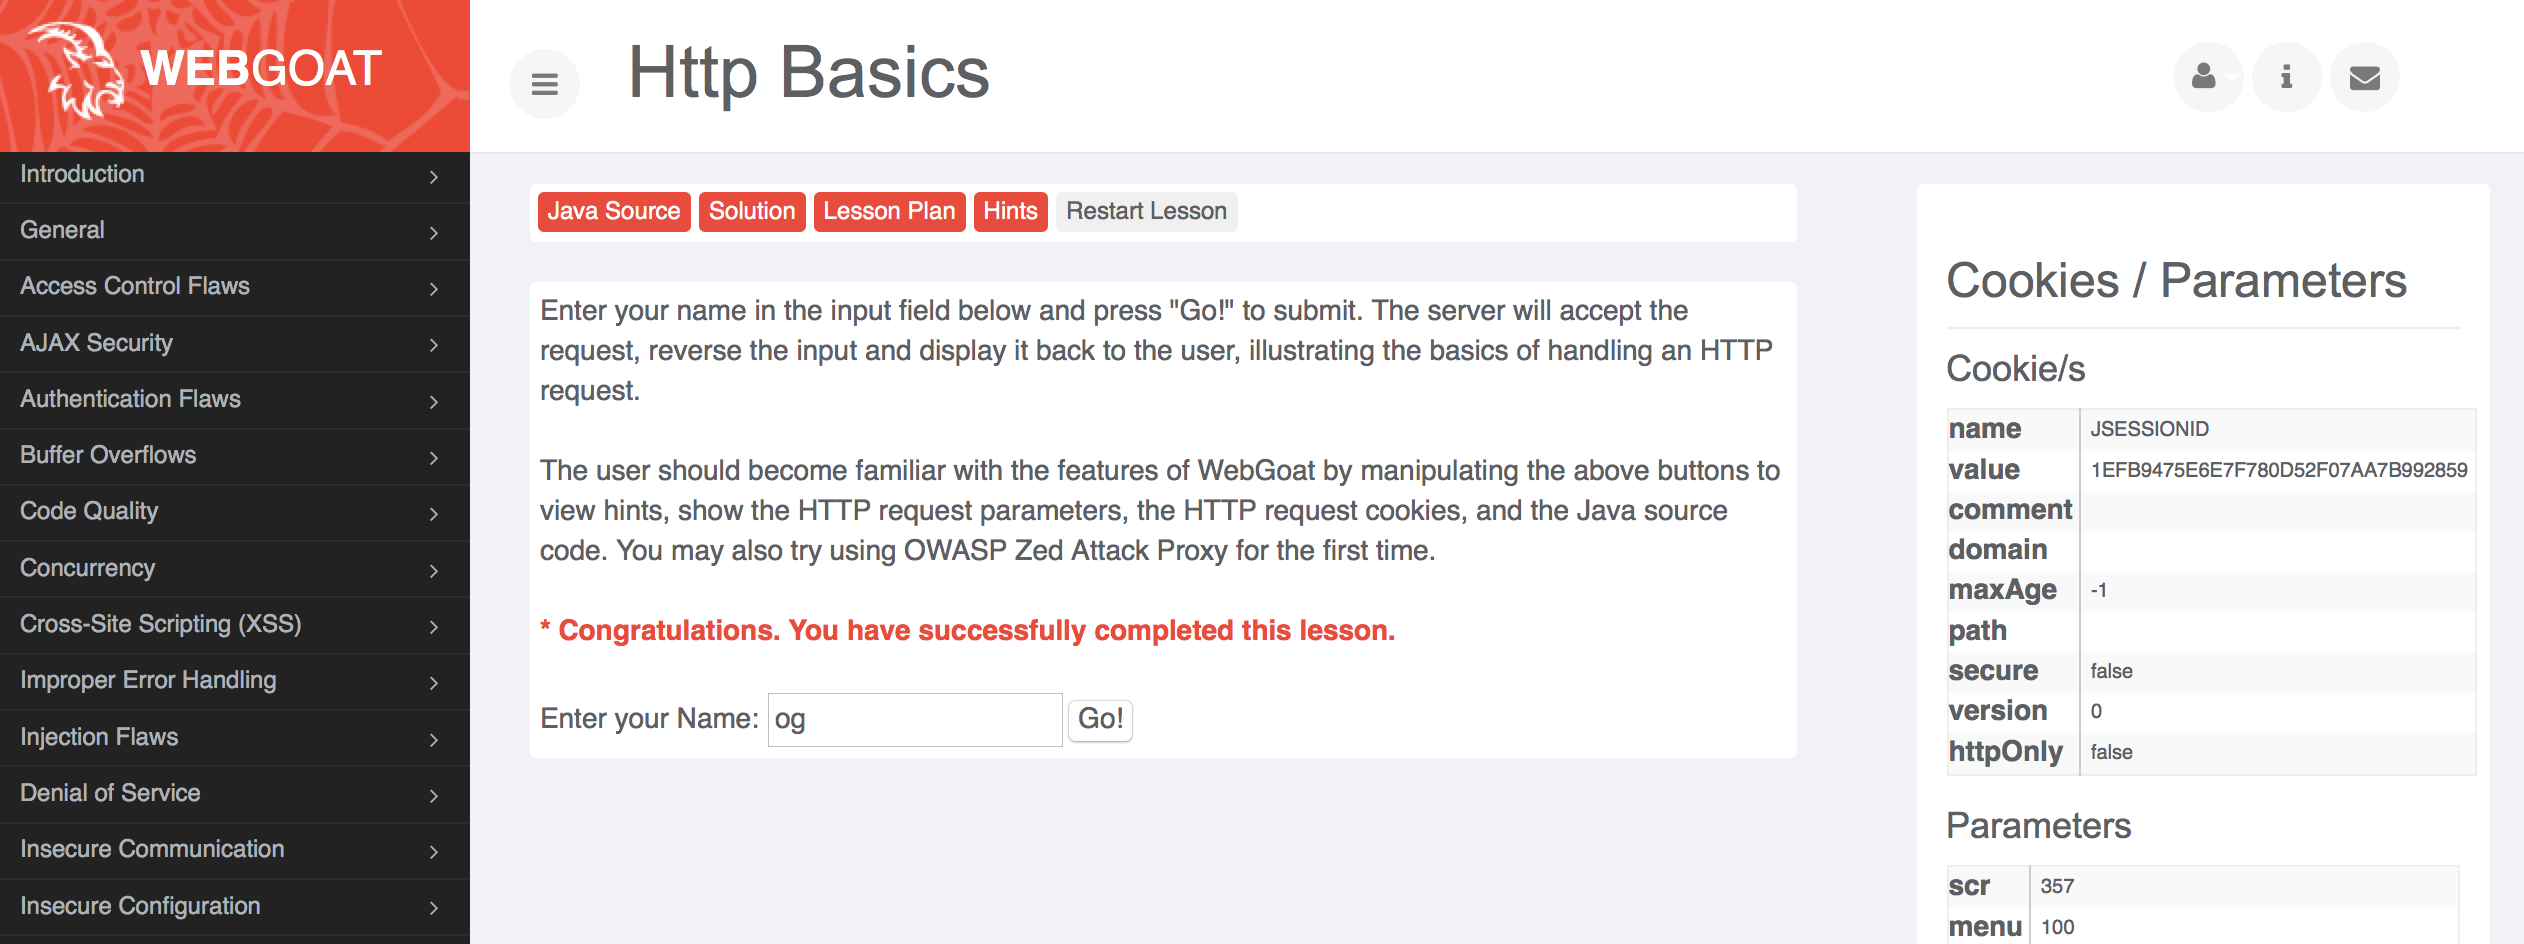 WEBGOAT
Http Basics
Introduction
General
Access Control Flaws
AJAX Security
Authentication Flaws
Buffer Overflows
Code Quality
Concurrency
Cross-Site Scripting (XSS)
Improper Error Handling
Injection Flaws
Denial of Service
Insecure Communication
Insecure Configuration
Java Source Solution Lesson Plan Hints Restart Lesson
Enter your name in the input field below and press "Go!" to submit. The server will accept the
request, reverse the input and display it back to the user, illustrating the basics of handling an HTTP
request.
The user should become familiar with the features of WebGoat by manipulating the above buttons to
view hints, show the HTTP request parameters, the HTTP request cookies, and the Java source
code. You may also try using OWASP Zed Attack Proxy for the first time.
* Congratulations. You have successfully completed this lesson.
Enter your Name: og Go!
Cookies / Parameters
Cookie/s
name JSESSIONID
value 1EFB9475E6E7F780D52F07AA7B992859
comment
domain
maxAge -1
path
secure false
version 0
httpOnly false
Parameters
scr 357
menu 100